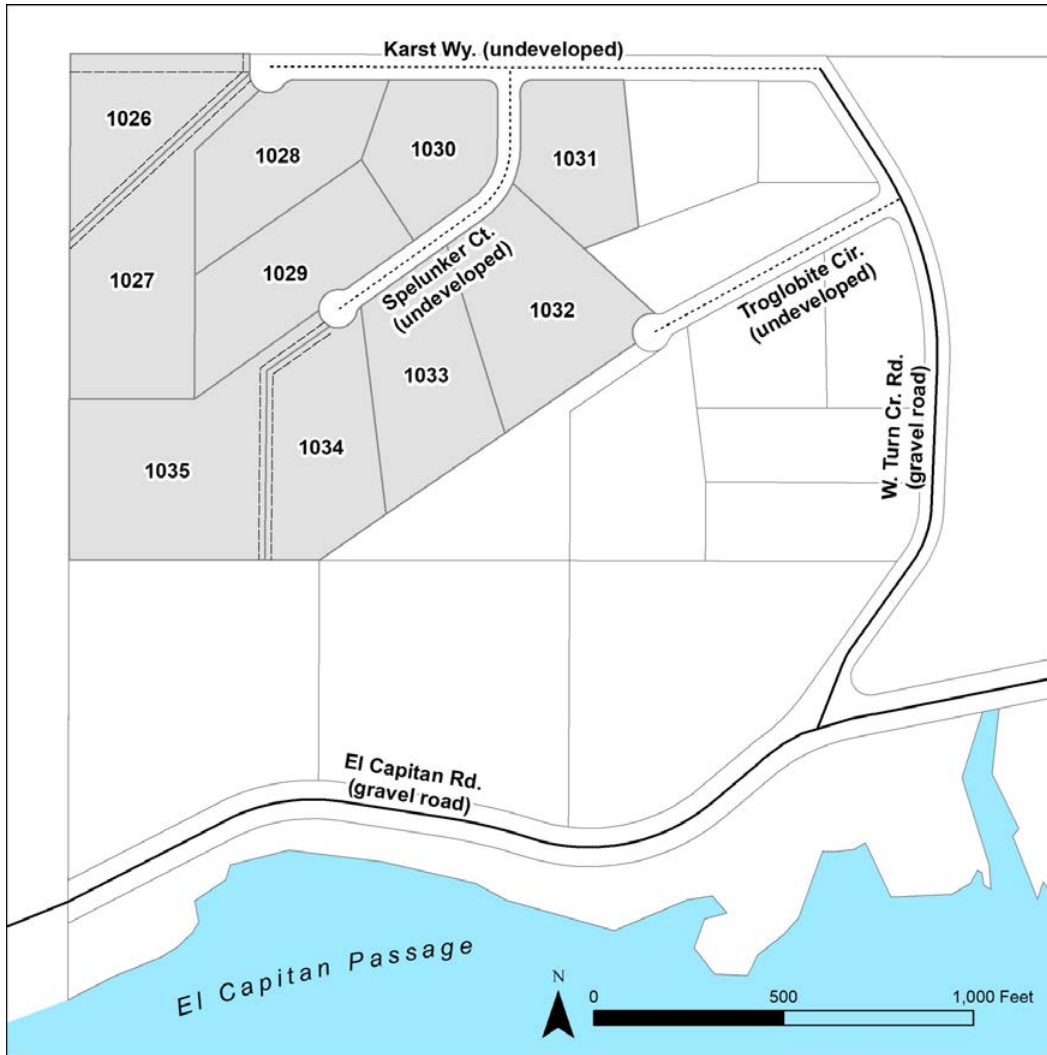 Karst Wy. (undeveloped)
1026
1028
1030
1031
1027
1029
Spelunker Ct.
(undeveloped)
1032
Troglobite Cir.
(undeveloped)
1033
W. Turn Cr. Rd.
(gravel road)
1034
1035
El Capitan Rd.
(gravel road)
El Capitan Passage
N
0 500 1,000 Feet